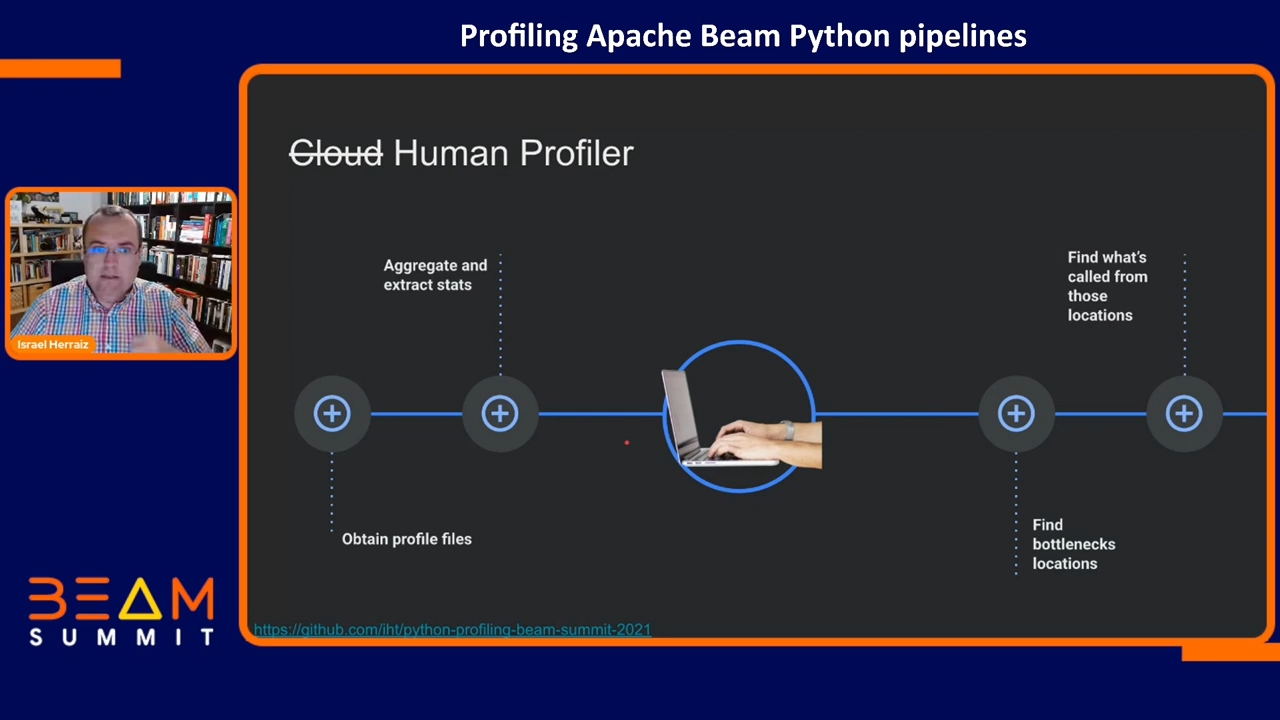 Profiling Apache Beam Python pipelines
Cloud Human Profiler
Aggregate and
extract stats
Find what's
called from
those
locations
Israel Herraiz
Obtain profile files
Find
bottlenecks
locations
BEAM
SUMMIT
https://github.com/iht/python-profiling-beam-summit-2021